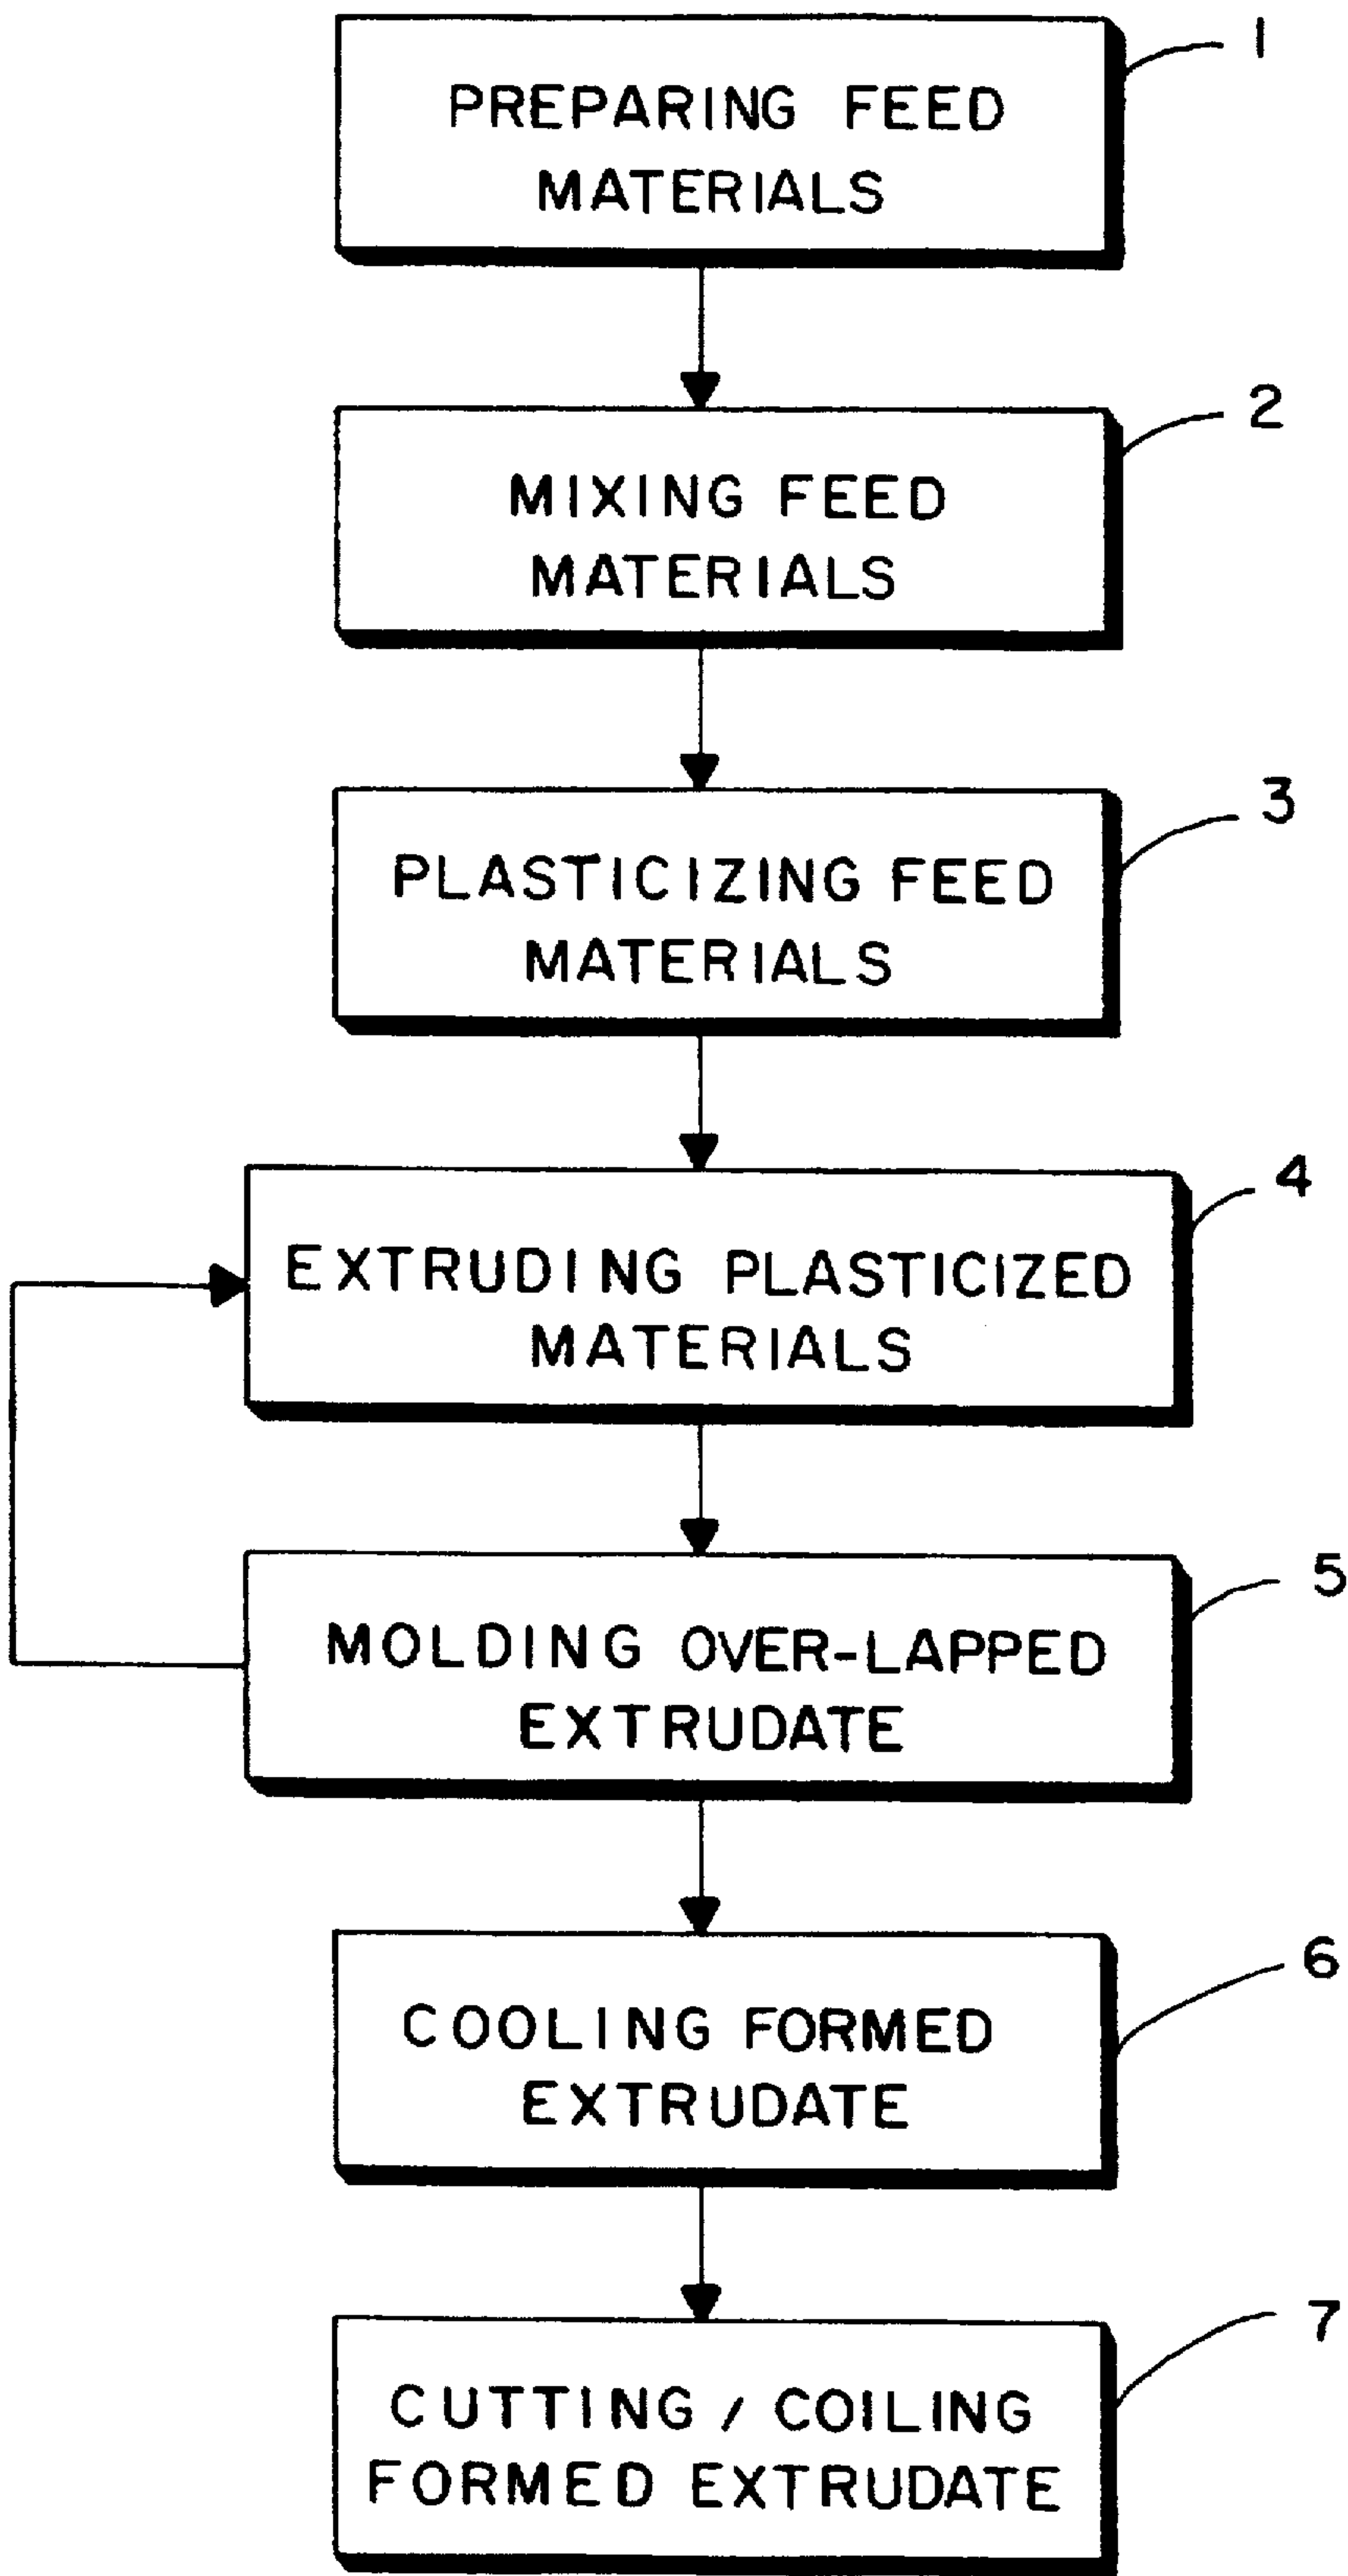 1
PREPARING FEED
MATERIALS
2
MIXING FEED
MATERIALS
3
PLASTICIZING FEED
MATERIALS
4
EXTRUDING PLASTICIZED
MATERIALS
5
MOLDING OVER-LAPPED
EXTRUDATE
6
COOLING FORMED
EXTRUDATE
7
CUTTING / COILING
FORMED EXTRUDATE